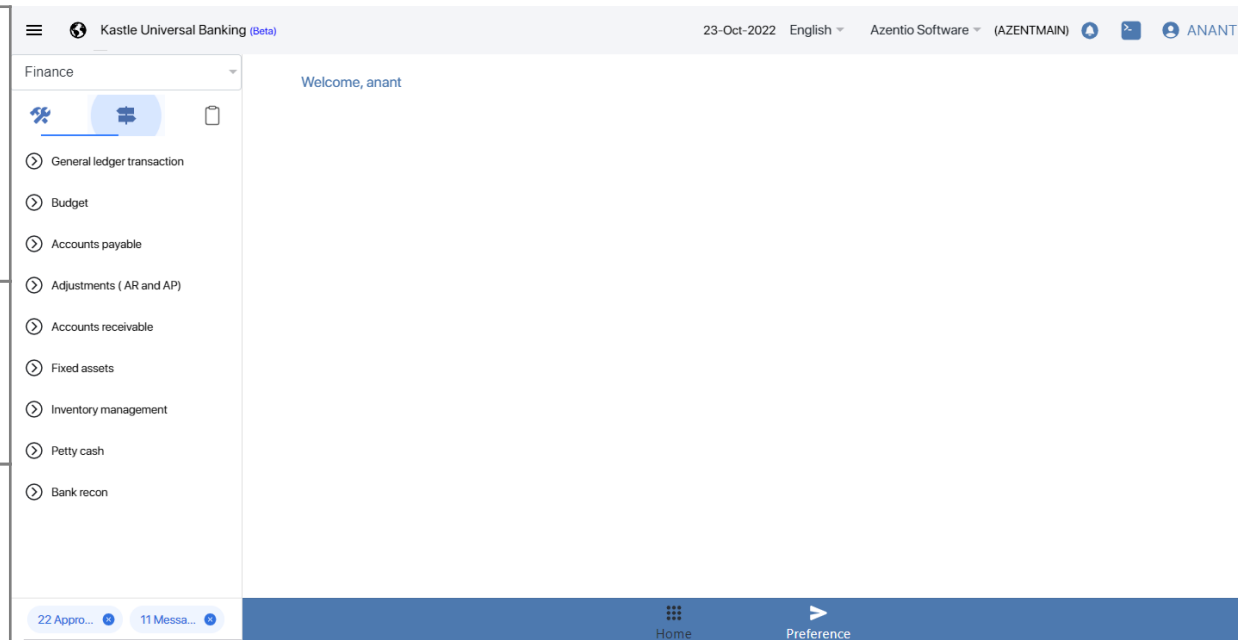 Kastle Universal Banking (Beta)
23-Oct-2022 English Azentio Software (AZENTMAIN) ANANT
Finance
Welcome, anant
General ledger transaction
Budget
Accounts payable
Adjustments ( AR and AP)
Accounts receivable
Fixed assets
Inventory management
Petty cash
Bank recon
22 Appro... 11 Messa...
Home Preference